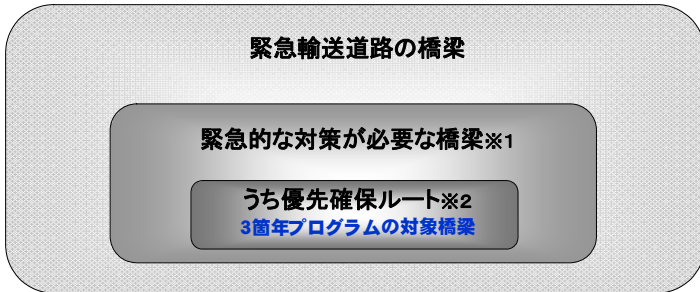 緊急輸送道路の橋梁
緊急的な対策が必要な橋梁※1
うち優先確保ルート※2
3箇年プログラムの対象橋梁